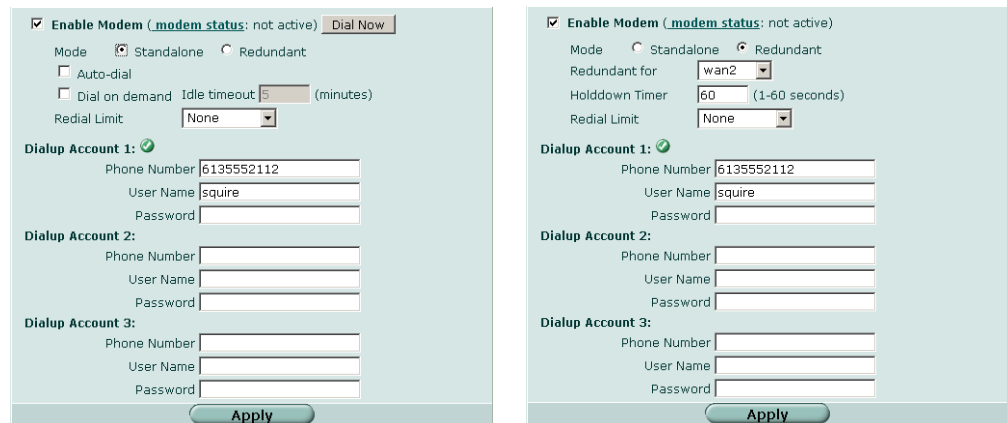 Enable Modem ( modem status: not active) Dial Now
Mode Standalone Redundant
Auto-dial
Dial on demand Idle timeout 5 (minutes)
Redial Limit None
Dialup Account 1:
Phone Number 6135552112
User Name squire
Password
Dialup Account 2:
Phone Number
User Name
Password
Dialup Account 3:
Phone Number
User Name
Password
Apply
Enable Modem ( modem status: not active)
Mode Standalone Redundant
Redundant for wan2
Holddown Timer 60 (1-60 seconds)
Redial Limit None
Dialup Account 1:
Phone Number 6135552112
User Name squire
Password
Dialup Account 2:
Phone Number
User Name
Password
Dialup Account 3:
Phone Number
User Name
Password
Apply